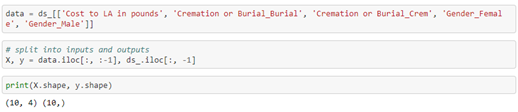 data = ds_[['Cost to LA in pounds', 'Cremation or Burial_Burial', 'Cremation or Burial_Crem', 'Gender_Femal
e', 'Gender_Male']]
# split into inputs and outputs
X, y = data.iloc[:, :-1], ds_.iloc[:, -1]
print(X.shape, y.shape)
(10, 4) (10,)